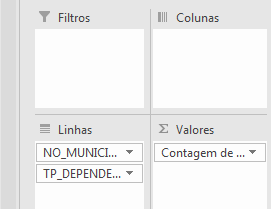 Filtros
Colunas
Linhas
Valores
NO_MUNICI...
Contagem de ...
TP_DEPENDE...